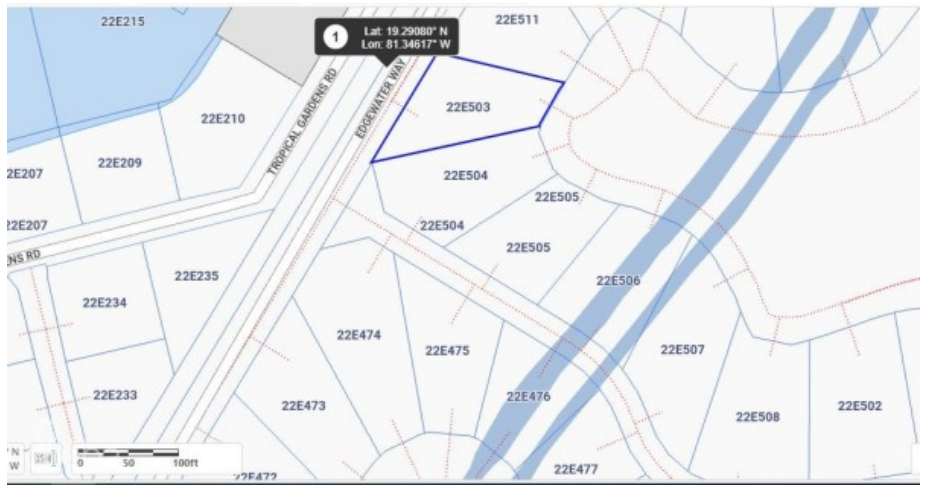 22E215
22E511
1
Lat: 19.29080° N
Lon: 81.34617° W
TROPICAL GARDENS RD
EDGEWATER WAY
22E503
22E210
22E209
22E207
22E504
22E505
22E207
22E504
22E505
NS RD
22E235
22E506
22E234
22E474
22E475
22E507
22E233
22E473
22E476
22E508
22E502
N
W
0 50 100ft
22E472
22E477